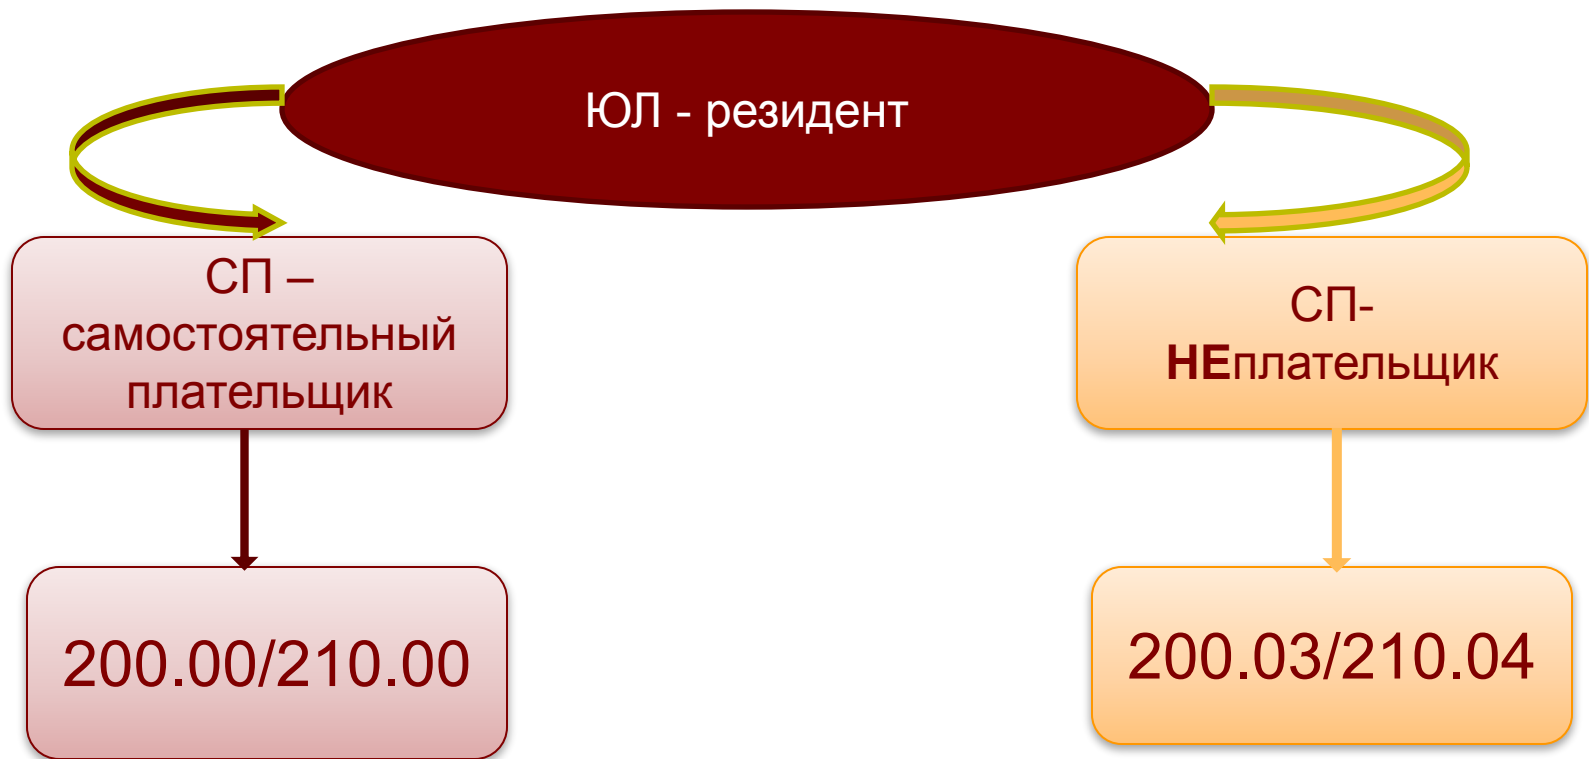 ЮЛ - резидент
СП –
самостоятельный
плательщик
СП-
НЕплательщик
200.00/210.00
200.03/210.04